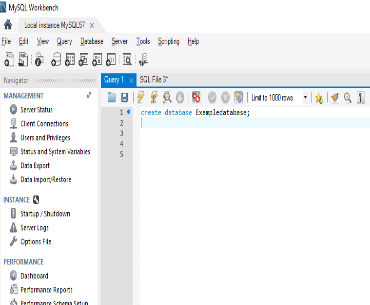 MySQL Workbench
Local instance MySQL57 ×
File Edit View Query Database Server Tools Scripting Help
Navigator
Query 1 × SQL File 3*
MANAGEMENT
Server Status
Client Connections
Users and Privileges
Status and System Variables
Data Export
Data Import/Restore
INSTANCE
Startup / Shutdown
Server Logs
Options File
PERFORMANCE
Dashboard
Performance Reports
Performance Schema Setup
Limit to 1000 rows
1 create database Exempledatabase;
2
3
4
5